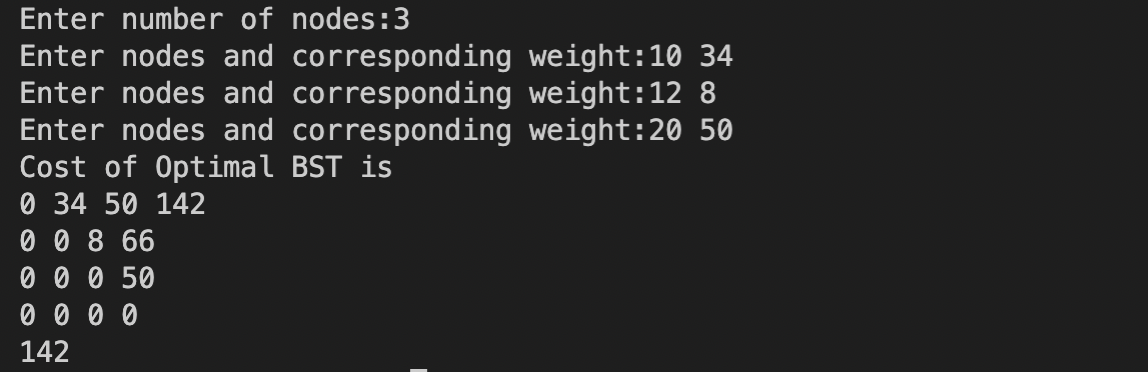 Enter number of nodes:3
Enter nodes and corresponding weight:10 34
Enter nodes and corresponding weight:12 8
Enter nodes and corresponding weight:20 50
Cost of Optimal BST is
0 34 50 142
0 0 8 66
0 0 0 50
0 0 0 0
142